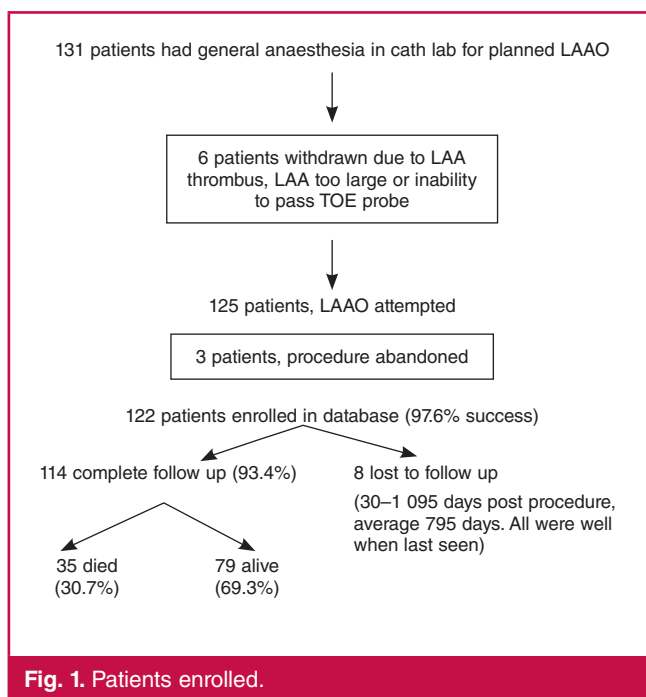 131 patients had general anaesthesia in cath lab for planned LAAO
6 patients withdrawn due to LAA
thrombus, LAA too large or inability
to pass TOE probe
125 patients, LAAO attempted
3 patients, procedure abandoned
122 patients enrolled in database (97.6% success)
114 complete follow up (93.4%)
8 lost to follow up
(30–1 095 days post procedure,
average 795 days. All were well
when last seen)
35 died
(30.7%)
79 alive
(69.3%)
Fig. 1. Patients enrolled.